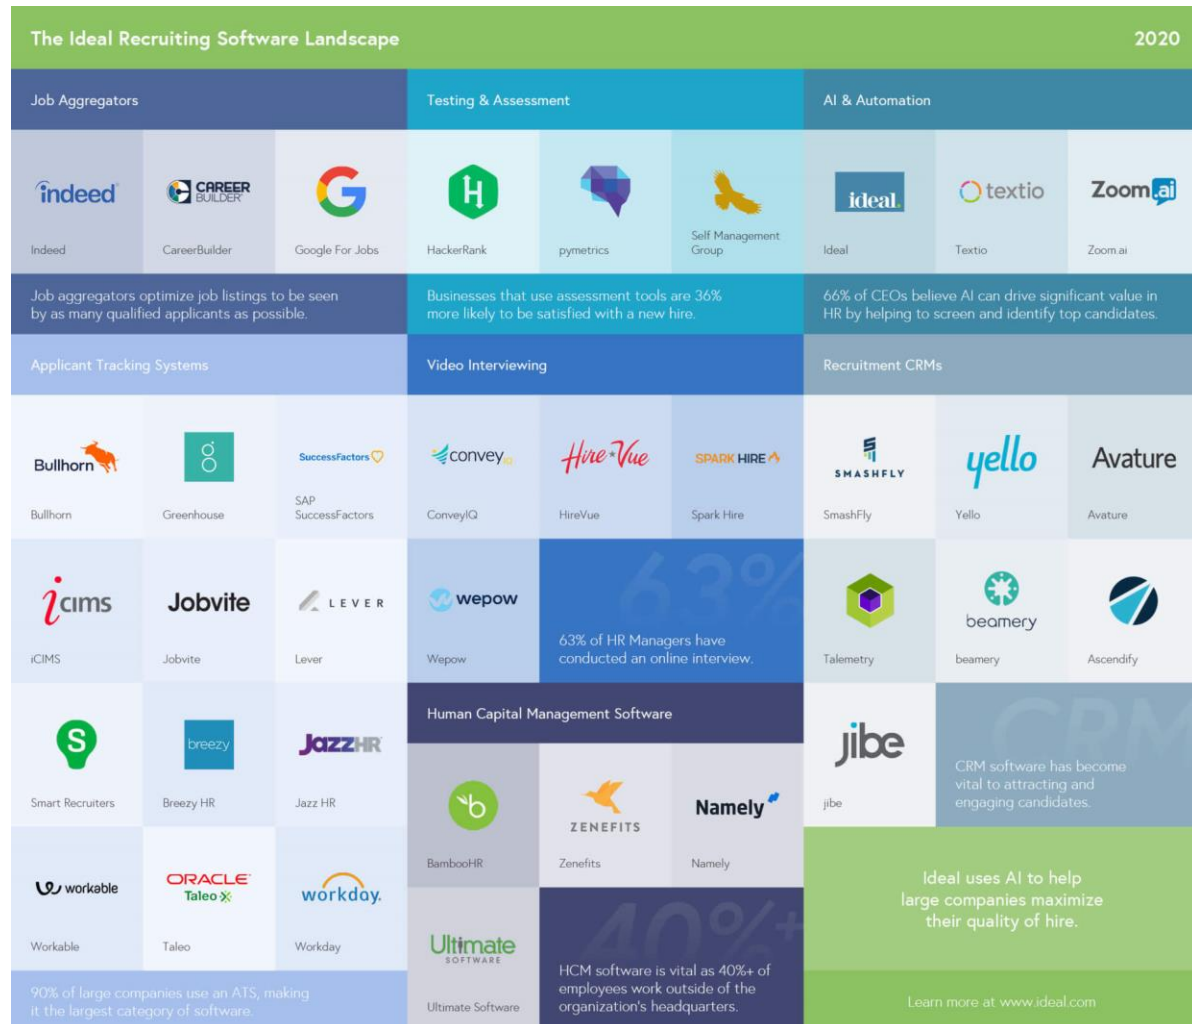 The Ideal Recruiting Software Landscape
2020
Job Aggregators
indeed
CAREER
BUILDER
Indeed
CareerBuilder
Google For Jobs
Job aggregators optimize job listings to be seen
by as many qualified applicants as possible.
Testing & Assessment
HackerRank
pymetrics
Self Management
Group
Businesses that use assessment tools are 36%
more likely to be satisfied with a new hire.
AI & Automation
ideal.
textio
Zoom.ai
Ideal
Textio
Zoom.ai
66% of CEOs believe AI can drive significant value in
HR by helping to screen and identify top candidates.
Applicant Tracking Systems
Bullhorn
SuccessFactors
Bullhorn
Greenhouse
SAP
SuccessFactors
iCIMS
Jobvite
LEVER
iCIMS
Jobvite
Lever
S
breezy
JAZZHR
Smart Recruiters
Breezy HR
Jazz HR
workable
ORACLE
Taleo
workday.
Workable
Taleo
Workday
90% of large companies use an ATS, making
it the largest category of software.
Video Interviewing
convey iq
Hire Vue
SPARK HIRE
ConveyIQ
HireVue
Spark Hire
wepow
Wepow
63%
63% of HR Managers have
conducted an online interview.
Human Capital Management Software
b
ZENEFITS
Namely
BambooHR
Zenefits
Namely
Ultimate
SOFTWARE
Ultimate Software
40%+
HCM software is vital as 40%+ of
employees work outside of the
organization's headquarters.
Recruitment CRMs
SMASHFLY
yello
Avature
SmashFly
Yello
Avature
beamery
Talemetry
beamery
Ascendify
jibe
jibe
CRM
CRM software has become
vital to attracting and
engaging candidates.
Ideal uses AI to help
large companies maximize
their quality of hire.
Learn more at www.ideal.com